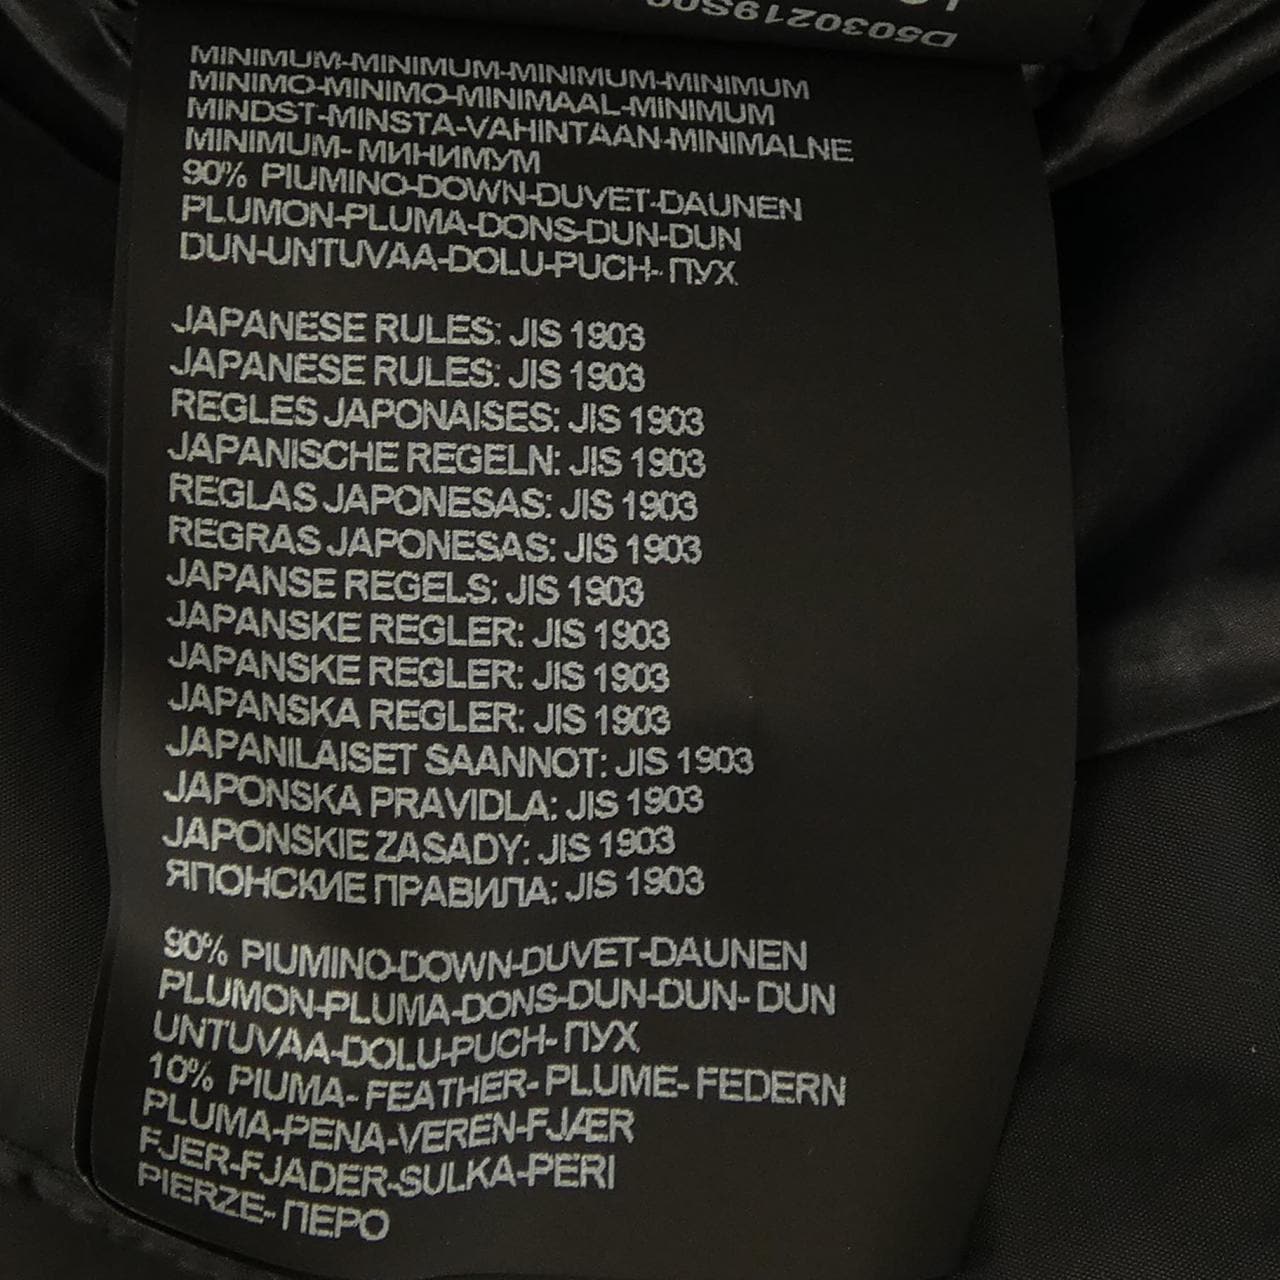 D5030219S00
MINIMUM-MINIMUM-MINIMUM-MINIMUM
MINIMO-MINIMO-MINIMAAL-MINIMUM
MINDST-MINSTA-VAHINTAAN-MINIMALNE
MINIMUM- МИНИМУМ
90% PIUMINO-DOWN-DUVET-DAUNEN
PLUMON-PLUMA-DONS-DUN-DUN
DUN-UNTUVAA-DOLU-PUCH- ПУХ
JAPANESE RULES: JIS 1903
JAPANESE RULES: JIS 1903
REGLES JAPONAISES: JIS 1903
JAPANISCHE REGELN: JIS 1903
REGLAS JAPONESAS: JIS 1903
REGRAS JAPONESAS: JIS 1903
JAPANSE REGELS: JIS 1903
JAPANSKE REGLER: JIS 1903
JAPANSKE REGLER: JIS 1903
JAPANSKA REGLER: JIS 1903
JAPANILAISET SAANNOT: JIS 1903
JAPONSKA PRAVIDLA: JIS 1903
JAPONSKIE ZASADY: JIS 1903
ЯПОНСКИЕ ПРАВИЛА: JIS 1903
90% PIUMINO-DOWN-DUVET-DAUNEN
PLUMON-PLUMA-DONS-DUN-DUN- DUN
UNTUVAA-DOLU-PUCH- ПУХ
10% PIUMA- FEATHER- PLUME- FEDERN
PLUMA-PENA-VEREN-FJÆR
FJER-FJADER-SULKA-PERI
PIERZE- ПЕРО